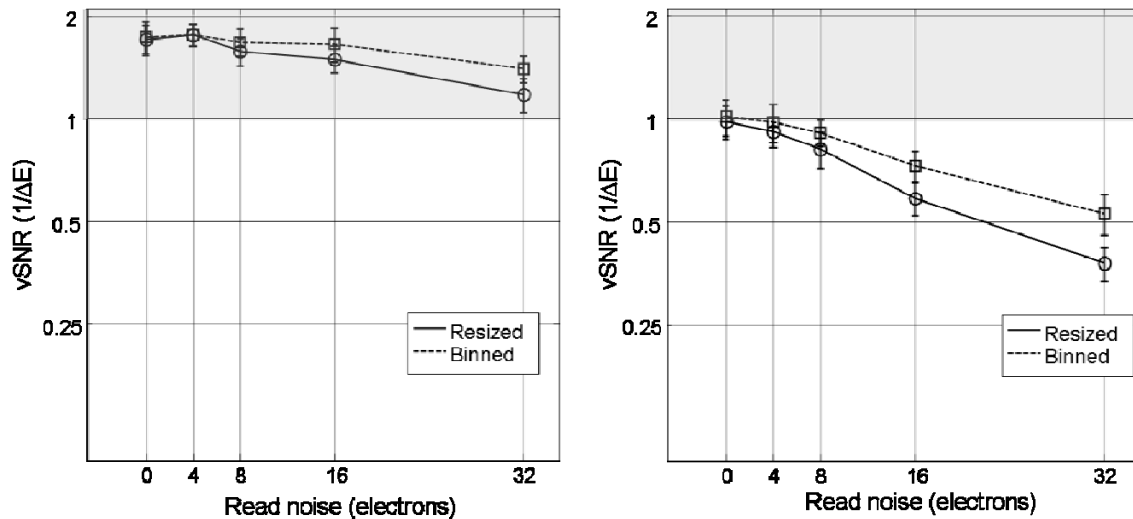 2
1
0.5
0.25
vSNR (1/ΔE)
Resized
Binned
0 4 8 16 32
Read noise (electrons)
2
1
0.5
0.25
vSNR (1/ΔE)
Resized
Binned
0 4 8 16 32
Read noise (electrons)